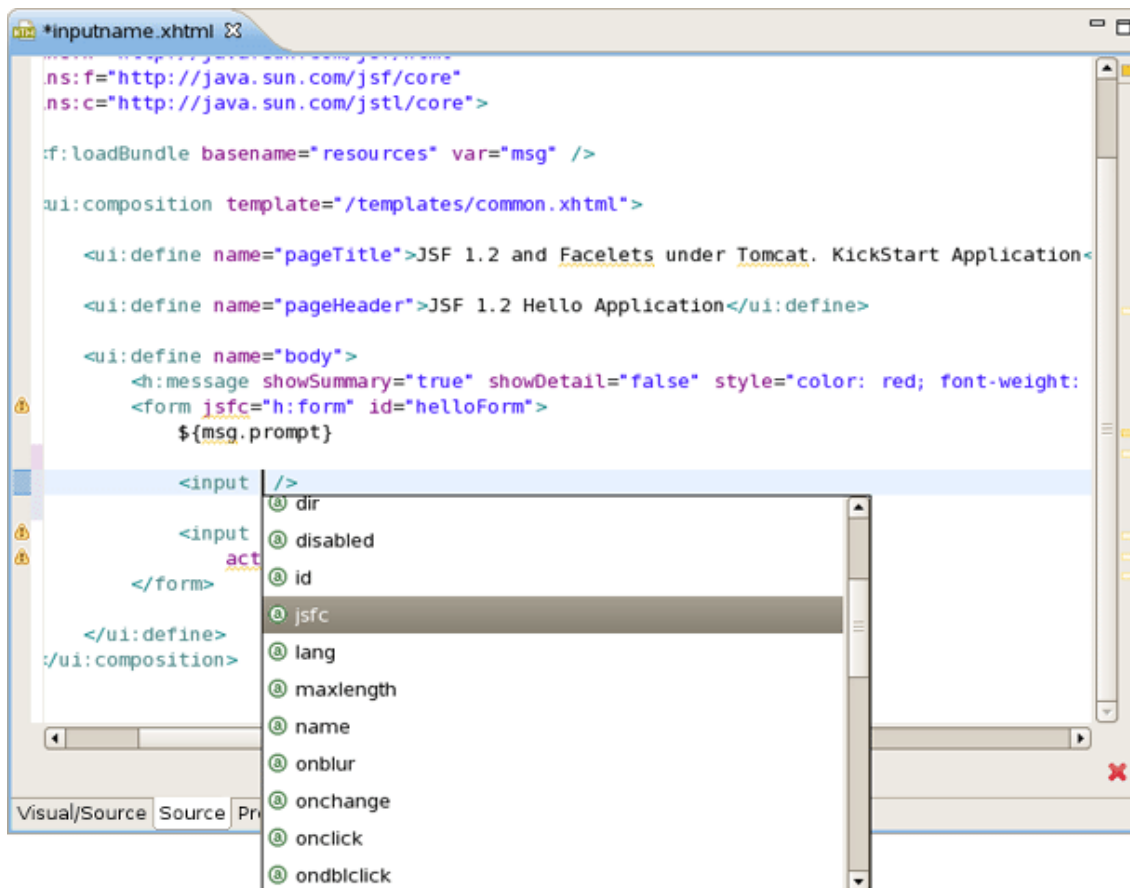 *inputname.xhtml
ns:f="http://java.sun.com/jsf/core"
ns:c="http://java.sun.com/jstl/core">
f:loadBundle basename="resources" var="msg" />
ui:composition template="/templates/common.xhtml">
<ui:define name="pageTitle">JSF 1.2 and Facelets under Tomcat. KickStart Application<
<ui:define name="pageHeader">JSF 1.2 Hello Application</ui:define>
<ui:define name="body">
<h:message showSummary="true" showDetail="false" style="color: red; font-weight:
<form jsfc="h:form" id="helloForm">
${msg.prompt}
<input />
dir
<input
disabled
act
id
</form>
jsfc
</ui:define>
lang
/ui:composition>
maxlength
name
onblur
onchange
Visual/Source Source Pr
onclick
ondblclick